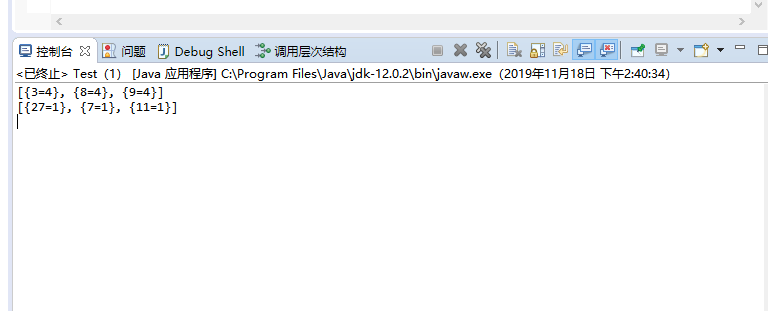 控制台 问题 Debug Shell 调用层次结构
<已终止> Test（1） [Java 应用程序] C:\Program Files\Java\jdk-12.0.2\bin\javaw.exe（2019年11月18日 下午2:40:34）
[{3=4}, {8=4}, {9=4}]
[{27=1}, {7=1}, {11=1}]